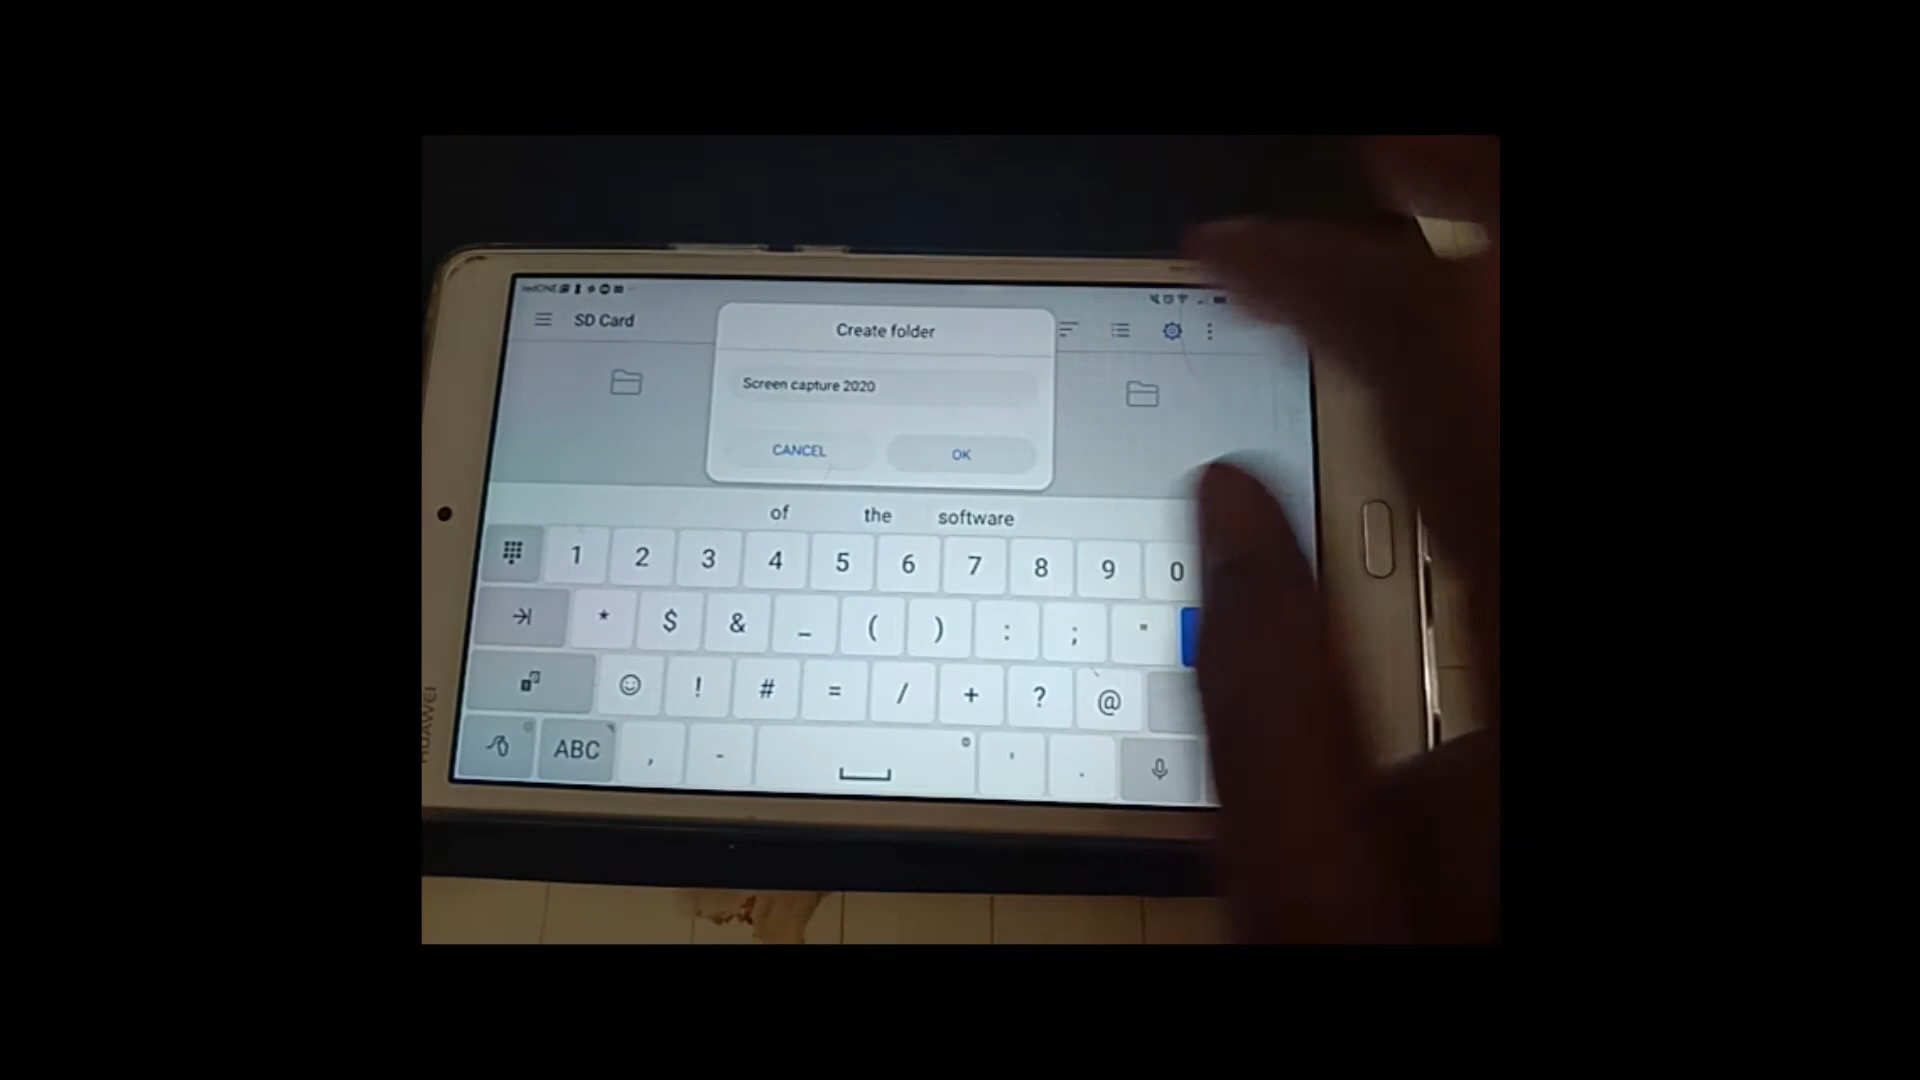 redONE
SD Card
Create folder
Screen capture 2020
CANCEL
OK
of the software
1 2 3 4 5 6 7 8 9 0
* $ & _ ( ) : ; "
! # = / + ? @
ABC , - ' .
HUAWEI